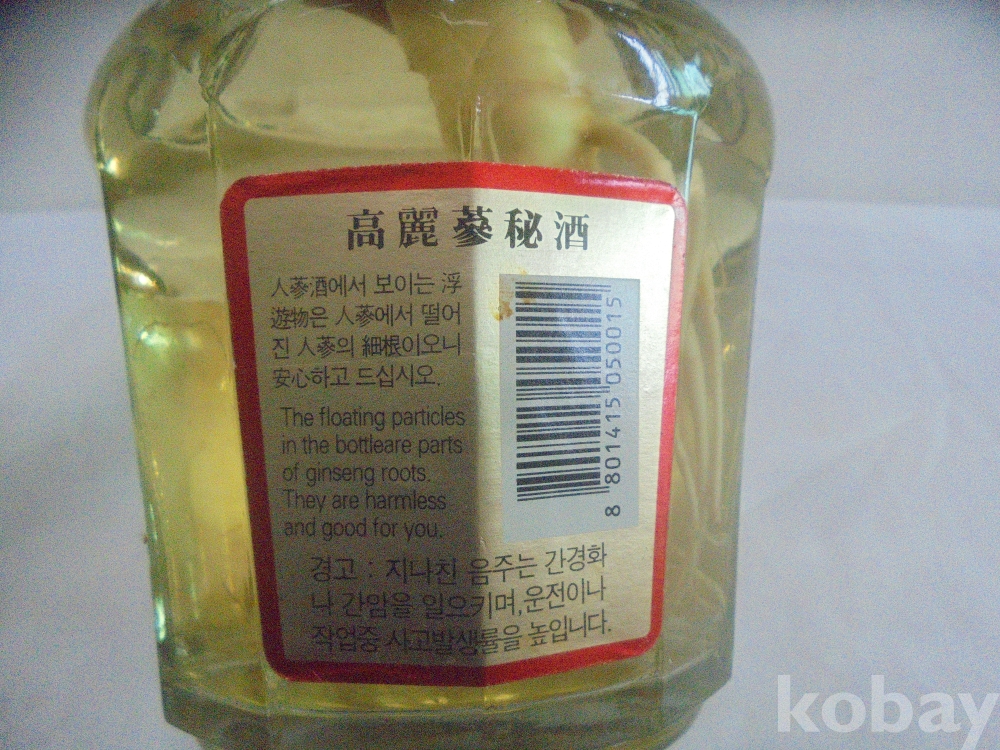 高麗蔘秘酒
人蔘酒에서 보이는 浮
遊物은 人蔘에서 떨어
진 人蔘의 細根이오니
安心하고 드십시오.
The floating particles
in the bottleare parts
of ginseng roots.
They are harmless
and good for you.
8 801415 050015
경고 : 지나친 음주는 간경화
나 간암을 일으키며,운전이나
작업중 사고발생률을 높입니다.
kobay